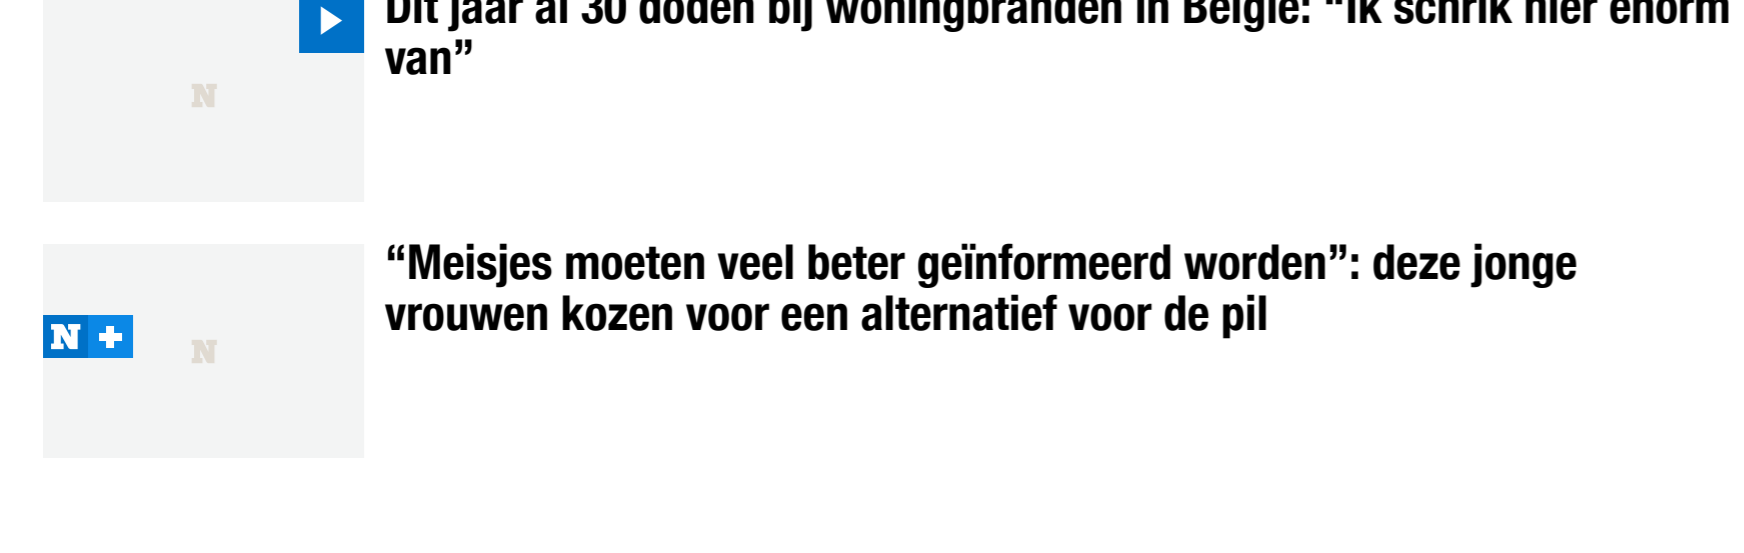 Dit jaar al 30 doden bij woningbranden in België: “Ik schrik hier enorm
van”
N
“Meisjes moeten veel beter geïnformeerd worden”: deze jonge
vrouwen kozen voor een alternatief voor de pil
N +
N